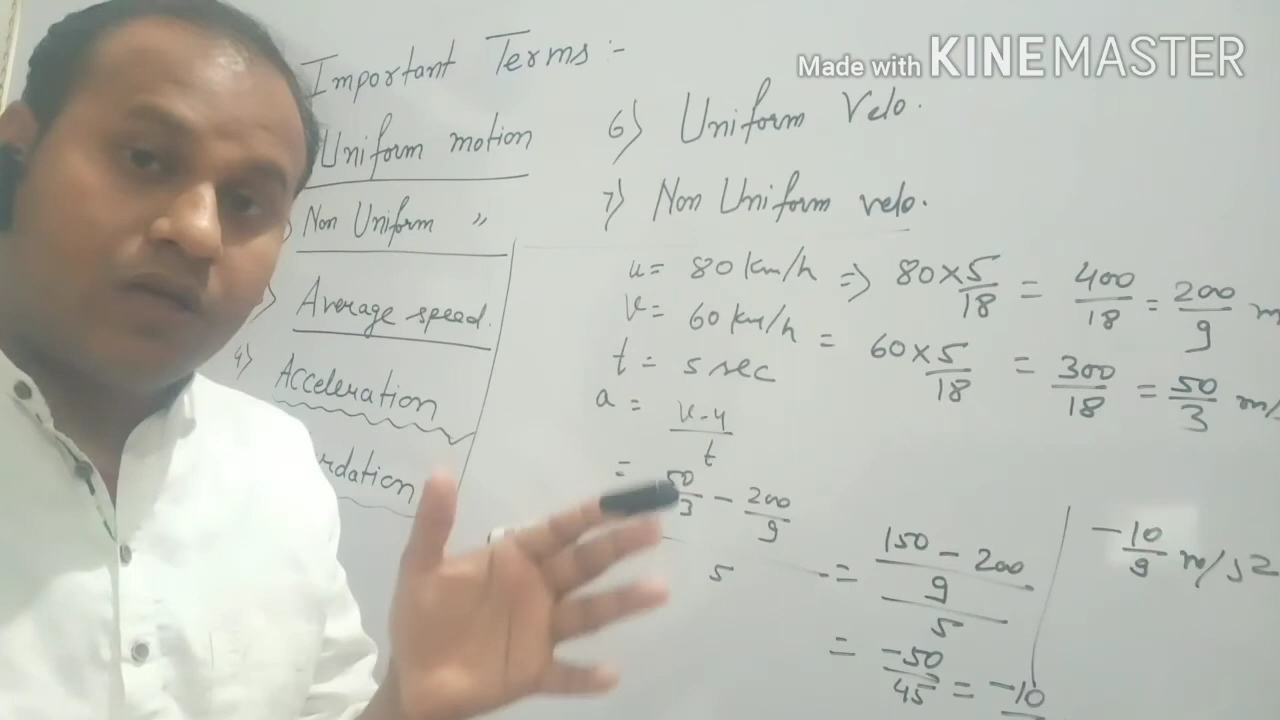 Made with KINEMASTER
Important Terms :-
Uniform motion
Non Uniform "
Average speed.
4) Acceleration
rdation
6) Uniform Velo.
7) Non Uniform velo.
u = 80 km/h => 80 × 5/18 = 400/18 = 200/9 m
v = 60 km/h = 60 × 5/18 = 300/18 = 50/3 m/
t = 5 sec
a = v-u/t
= 50/3 - 200/9
5
= 150 - 200
9
5
= -50/45 = -10
-10/9 m/s2